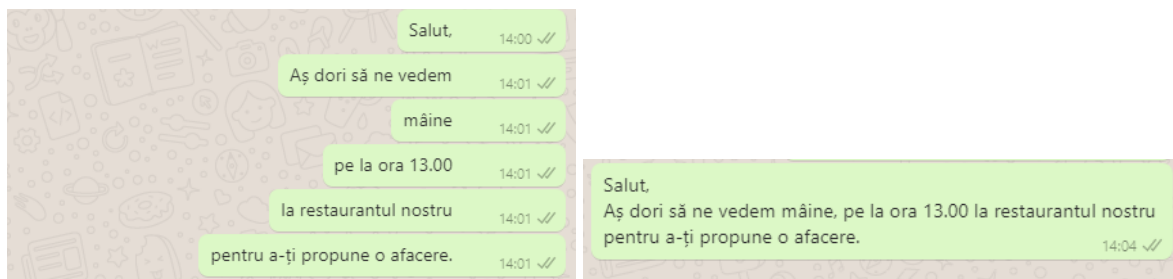 Salut,
14:00
Aș dori să ne vedem
14:01
mâine
14:01
pe la ora 13.00
14:01
la restaurantul nostru
14:01
pentru a-ți propune o afacere.
14:01
Salut,
Aș dori să ne vedem mâine, pe la ora 13.00 la restaurantul nostru
pentru a-ți propune o afacere.
14:04